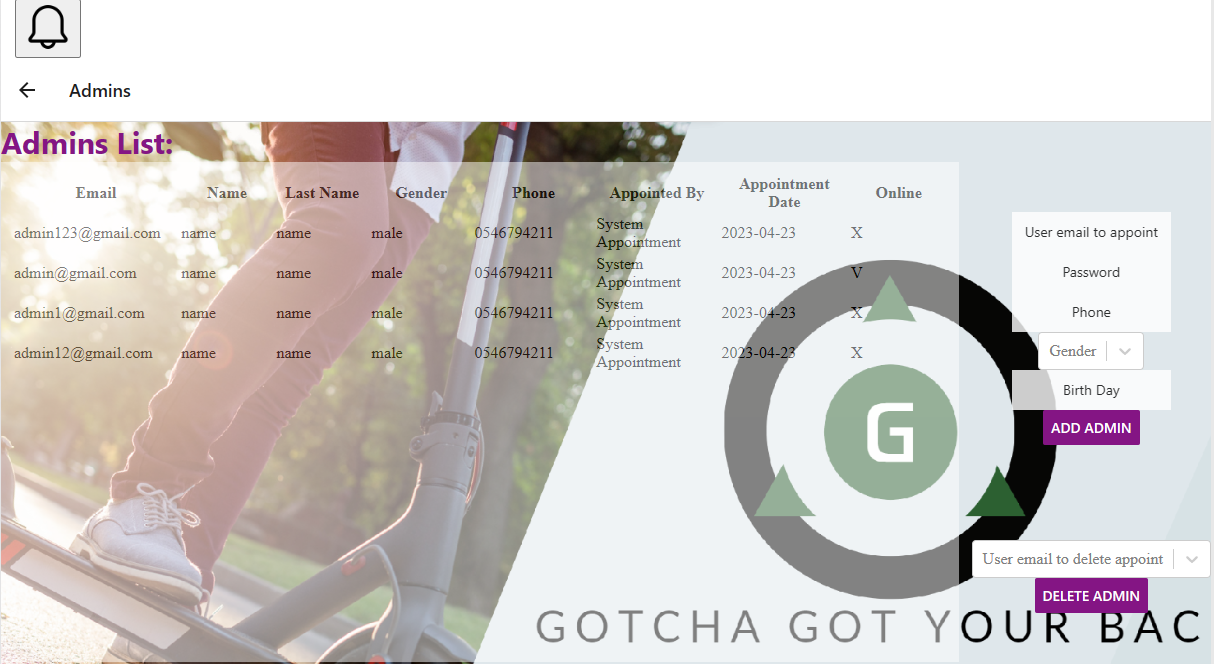 Admins
Admins List:
Email Name Last Name Gender Phone Appointed By Appointment Date Online
admin123@gmail.com name name male 0546794211 System Appointment 2023-04-23 X
admin@gmail.com name name male 0546794211 System Appointment 2023-04-23 V
admin1@gmail.com name name male 0546794211 System Appointment 2023-04-23 X
admin12@gmail.com name name male 0546794211 System Appointment 2023-04-23 X
User email to appoint
Password
Phone
Gender
Birth Day
ADD ADMIN
G
User email to delete appoint
DELETE ADMIN
GOTCHA GOT YOUR BAC